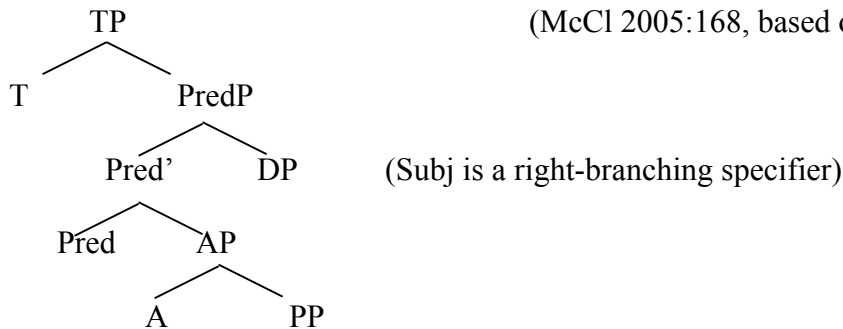 TP (McCl 2005:168, based o
T PredP
Pred’ DP (Subj is a right-branching specifier)
Pred AP
A PP